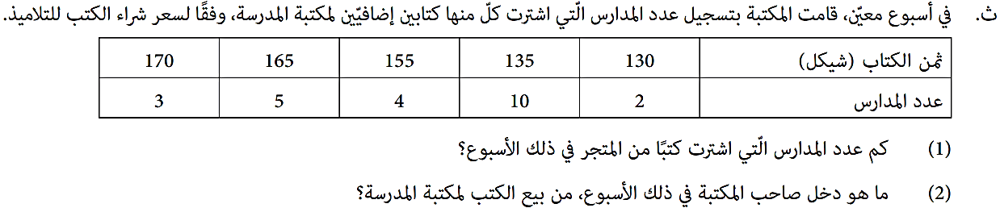 ث. في أسبوع معيّن، قامت المكتبة بتسجيل عدد المدارس الّتي اشترت كلّ منها كتابين إضافيّين لمكتبة المدرسة، وفقًا لسعر شراء الكتب للتلاميذ.
ثمن الكتاب (شيكل) 130 135 155 165 170
عدد المدارس 2 10 4 5 3
(1) كم عدد المدارس الّتي اشترت كتبًا من المتجر في ذلك الأسبوع؟
(2) ما هو دخل صاحب المكتبة في ذلك الأسبوع، من بيع الكتب لمكتبة المدرسة؟